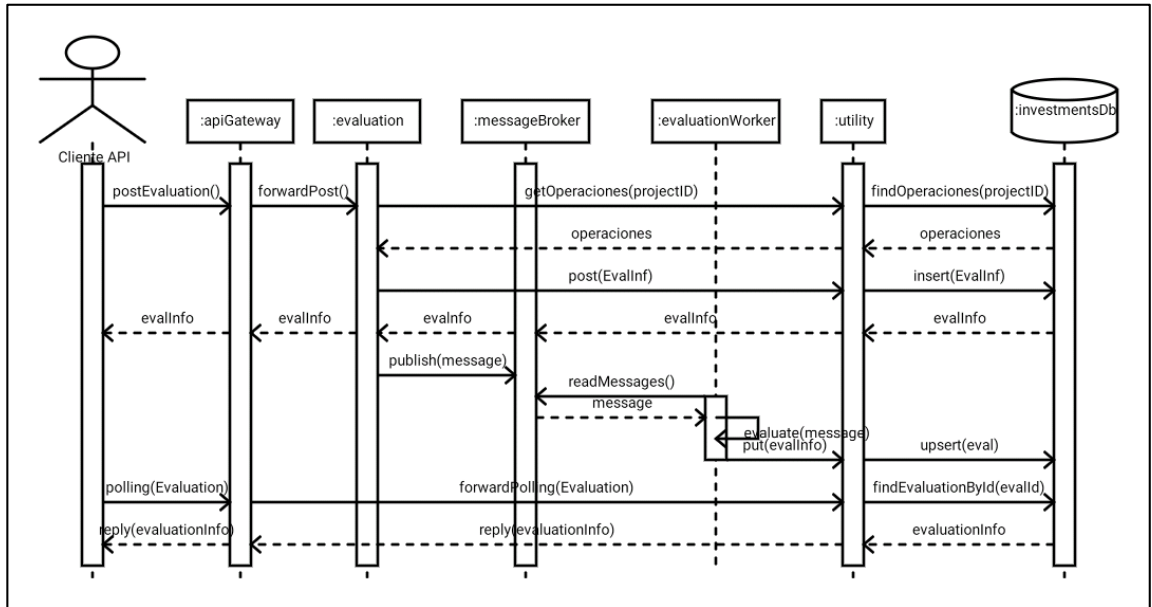 :apiGateway
:evaluation
:messageBroker
:evaluationWorker
:utility
:investmentsDb
Cliente API
postEvaluation()
forwardPost()
getOperaciones(projectID)
findOperaciones(projectID)
operaciones
operaciones
post(EvalInf)
insert(EvalInf)
evalInfo
evalInfo
evaInfo
evalInfo
evalInfo
publish(message)
readMessages()
message
evaluate(message)
put(evalInfo)
upsert(eval)
polling(Evaluation)
forwardPolling(Evaluation)
findEvaluationById(evalId)
reply(evaluationInfo)
reply(evaluationInfo)
evaluationInfo